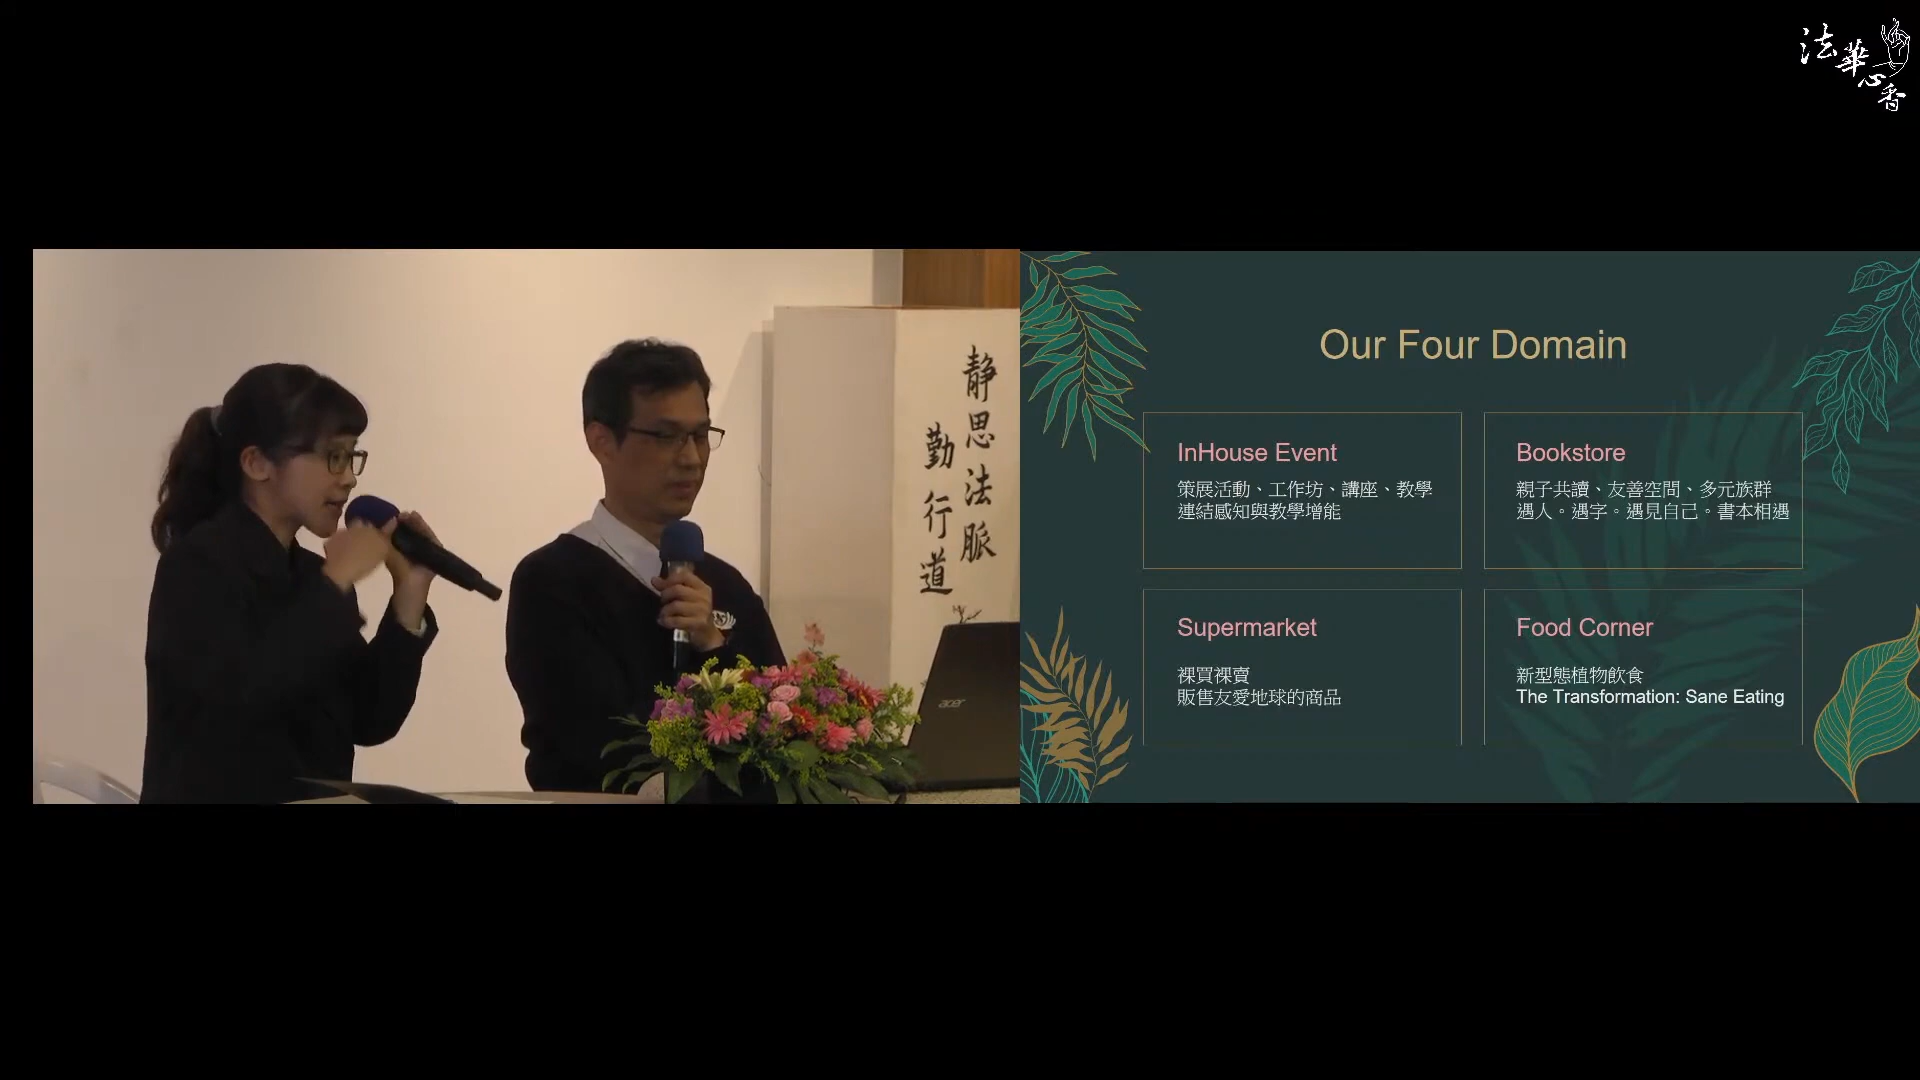 法華心香
靜思法脈
勤行道
acer
Our Four Domain
InHouse Event
策展活動、工作坊、講座、教學
連結感知與教學增能
Bookstore
親子共讀、友善空間、多元族群
遇人。遇字。遇見自己。書本相遇
Supermarket
裸買裸賣
販售友愛地球的商品
Food Corner
新型態植物飲食
The Transformation: Sane Eating